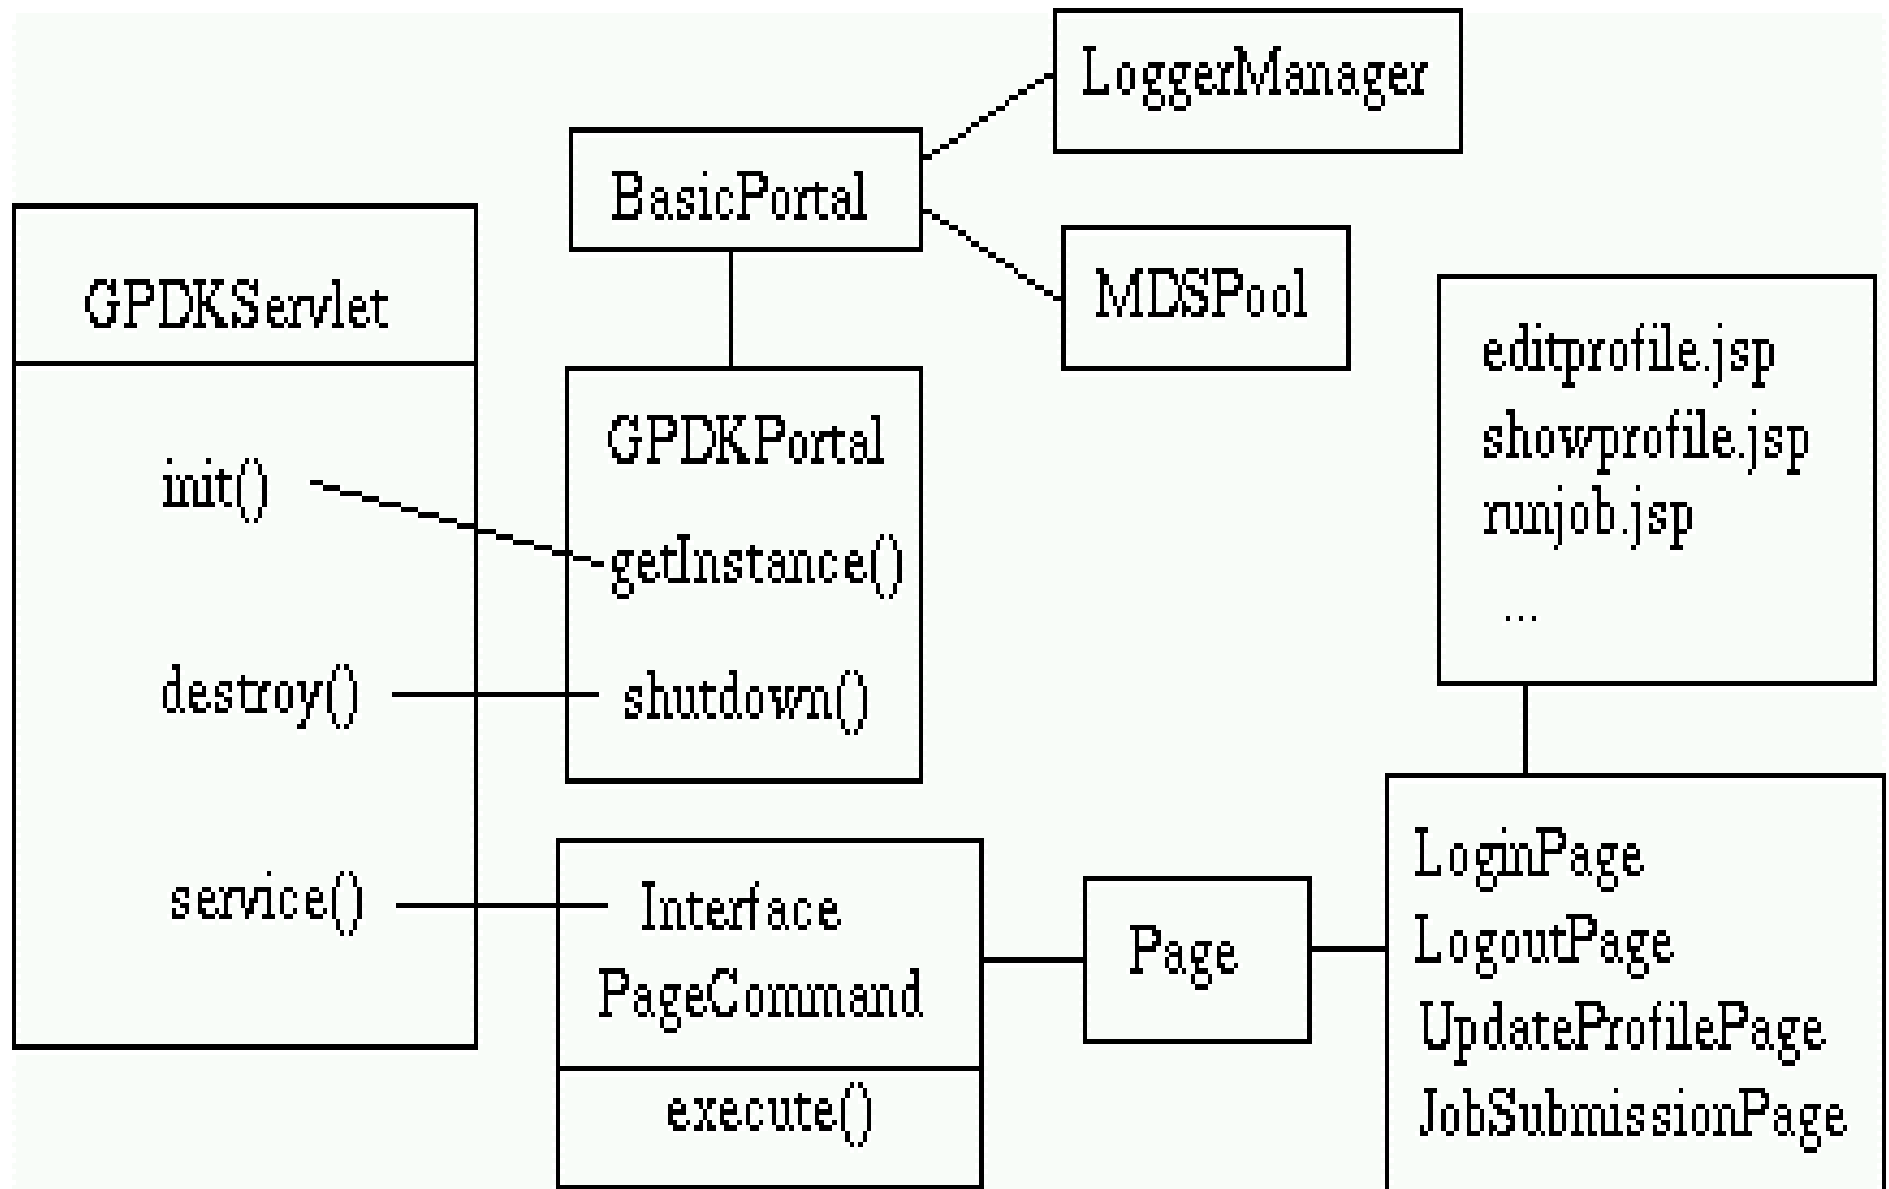 LoggerManager
BasicPortal
MDSPool
GPDKServlet
init()
destroy()
service()
GPDKPortal
getInstance()
shutdown()
editprofile.jsp
showprofile.jsp
runjob.jsp
...
Interface
PageCommand
execute()
Page
LoginPage
LogoutPage
UpdateProfilePage
JobSubmissionPage